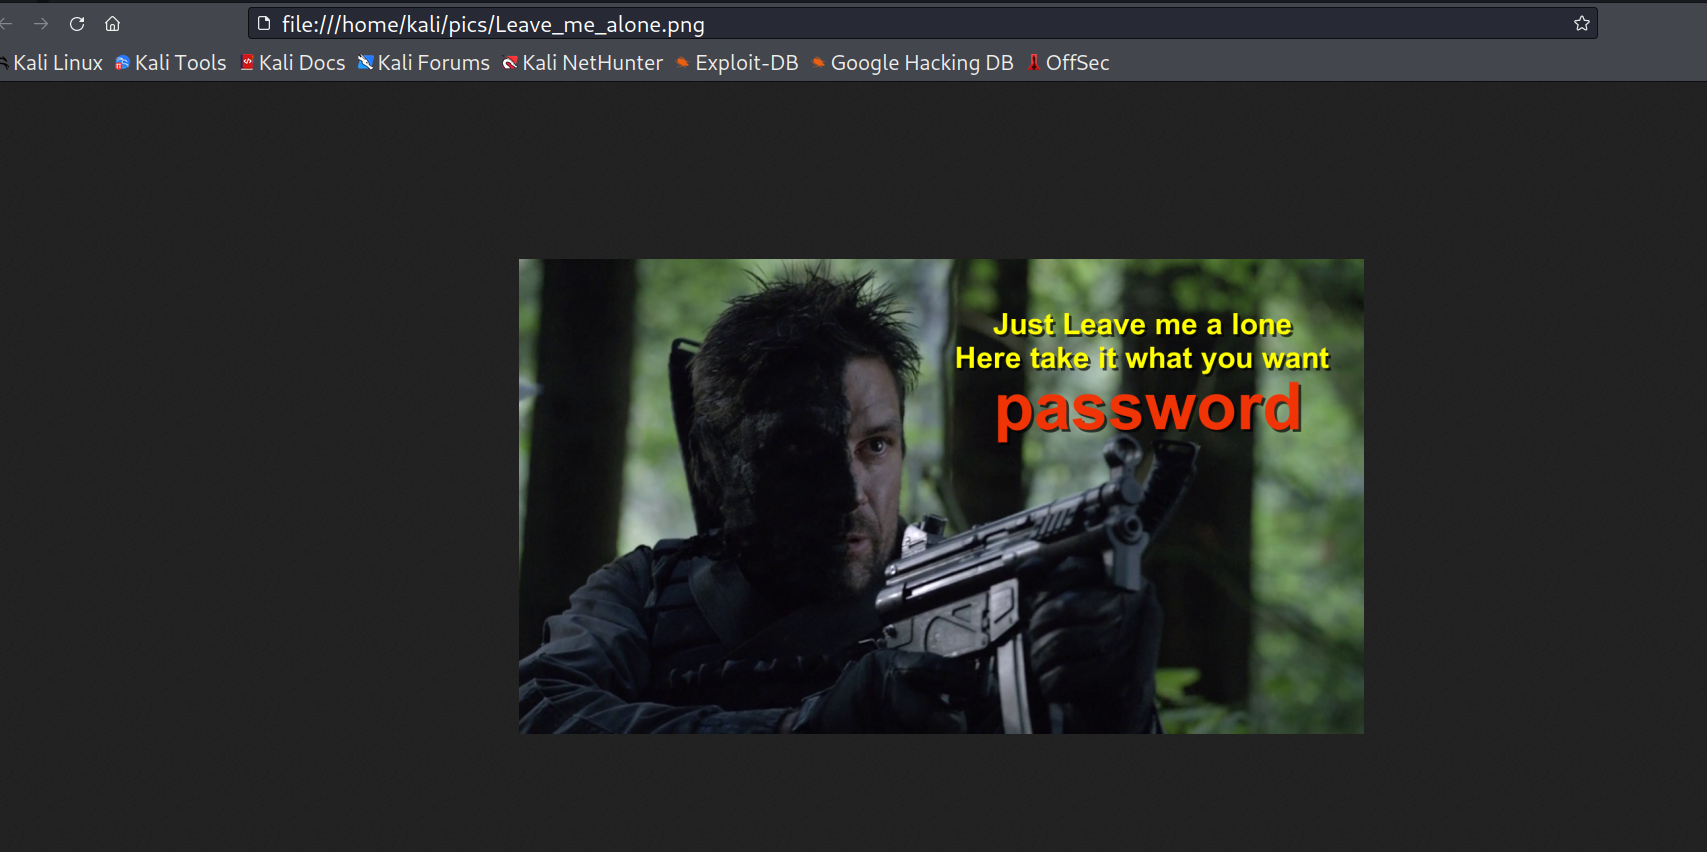 file:///home/kali/pics/Leave_me_alone.png
Kali Linux Kali Tools Kali Docs Kali Forums Kali NetHunter Exploit-DB Google Hacking DB OffSec
Just Leave me a lone
Here take it what you want
password